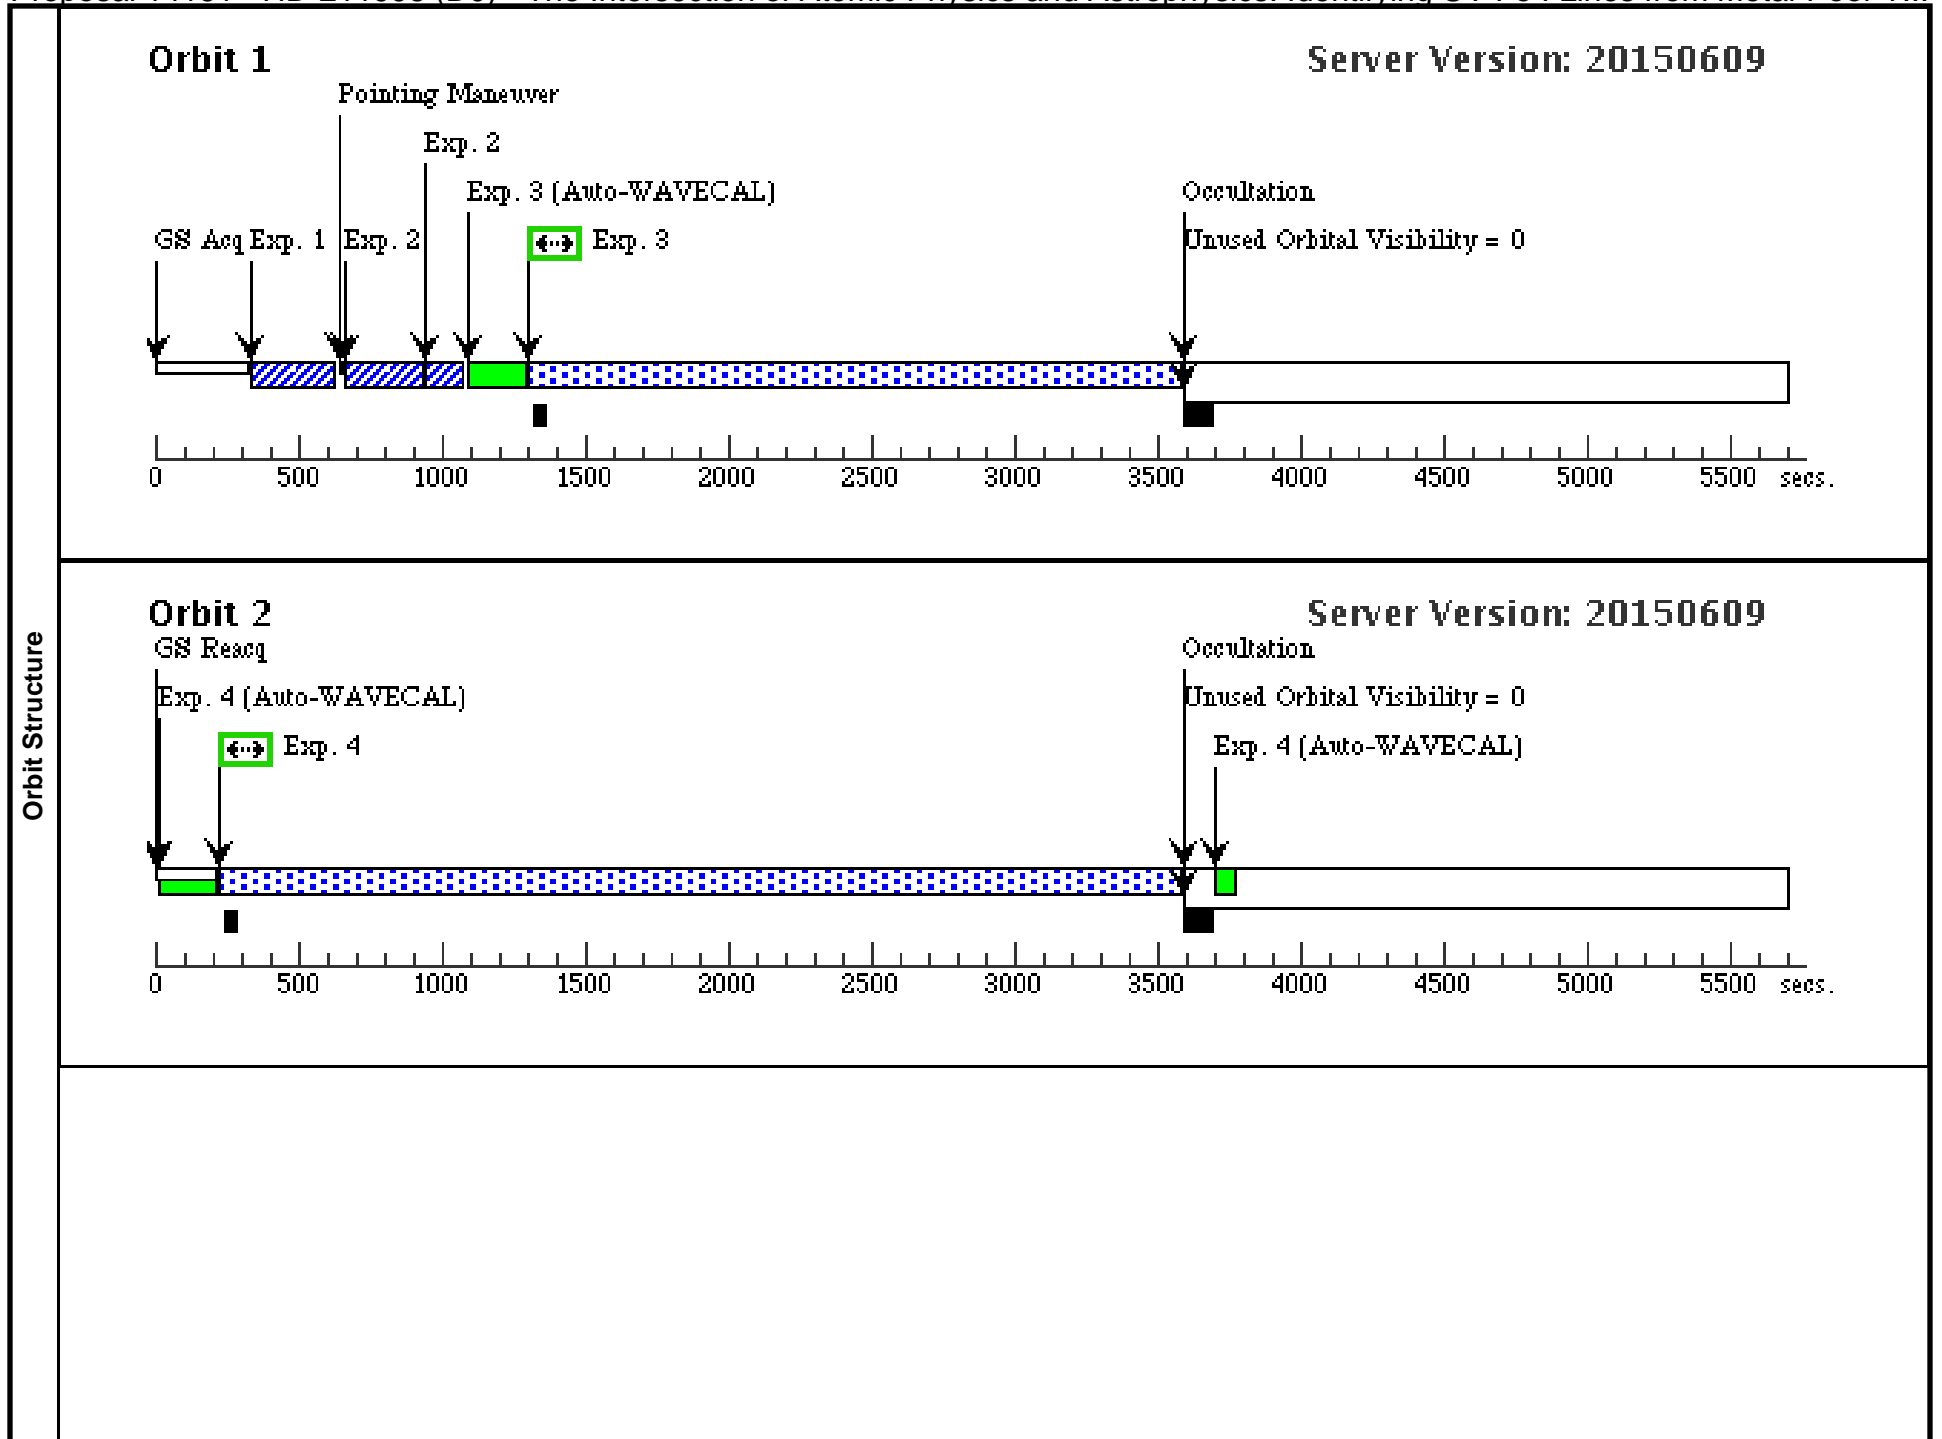 Orbit Structure
Orbit 1
Server Version: 20150609
Pointing Maneuver
Exp. 2
Exp. 3 (Auto-WAVECAL)
Occultation
GS Acq Exp. 1 Exp. 2
Exp. 3
Unused Orbital Visibility = 0
0 500 1000 1500 2000 2500 3000 3500 4000 4500 5000 5500 secs.
Orbit 2
Server Version: 20150609
GS Reacq
Occultation
Exp. 4 (Auto-WAVECAL)
Unused Orbital Visibility = 0
Exp. 4
Exp. 4 (Auto-WAVECAL)
0 500 1000 1500 2000 2500 3000 3500 4000 4500 5000 5500 secs.